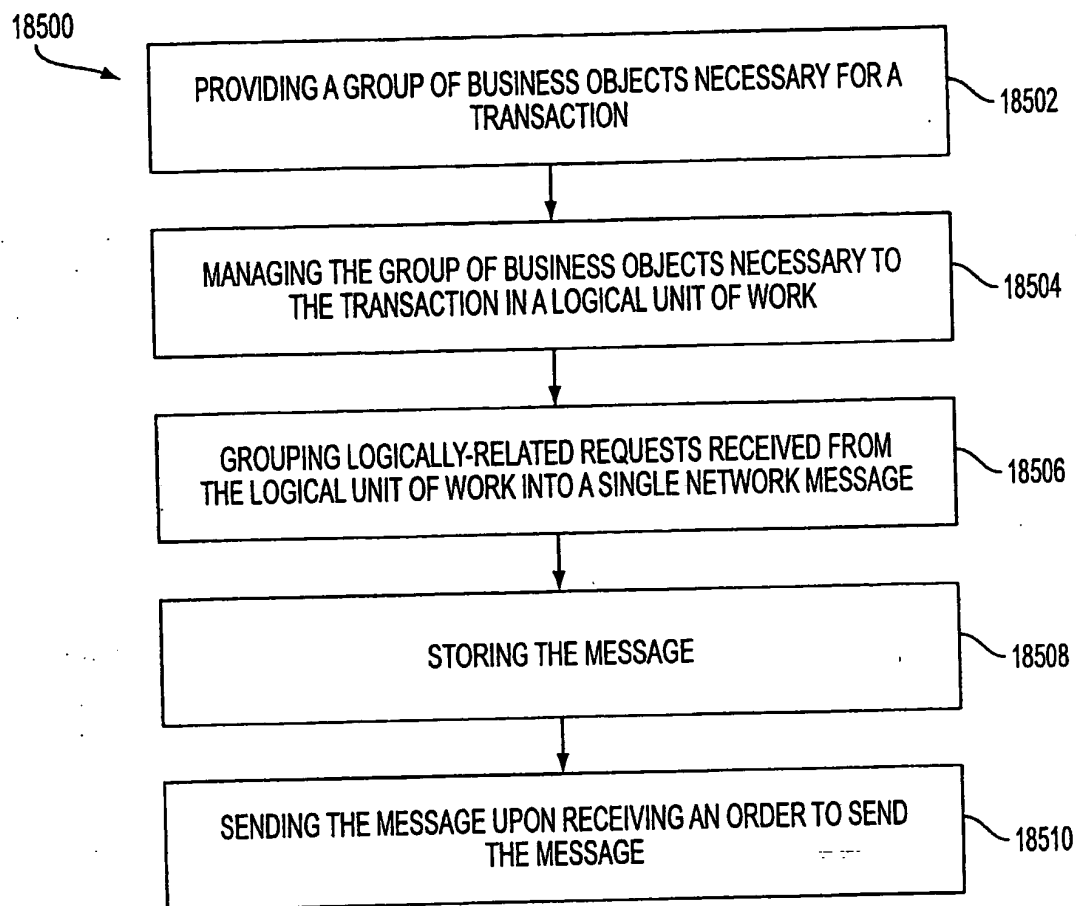 18500
PROVIDING A GROUP OF BUSINESS OBJECTS NECESSARY FOR A
TRANSACTION
18502
MANAGING THE GROUP OF BUSINESS OBJECTS NECESSARY TO
THE TRANSACTION IN A LOGICAL UNIT OF WORK
18504
GROUPING LOGICALLY-RELATED REQUESTS RECEIVED FROM
THE LOGICAL UNIT OF WORK INTO A SINGLE NETWORK MESSAGE
18506
STORING THE MESSAGE
18508
SENDING THE MESSAGE UPON RECEIVING AN ORDER TO SEND
THE MESSAGE
18510